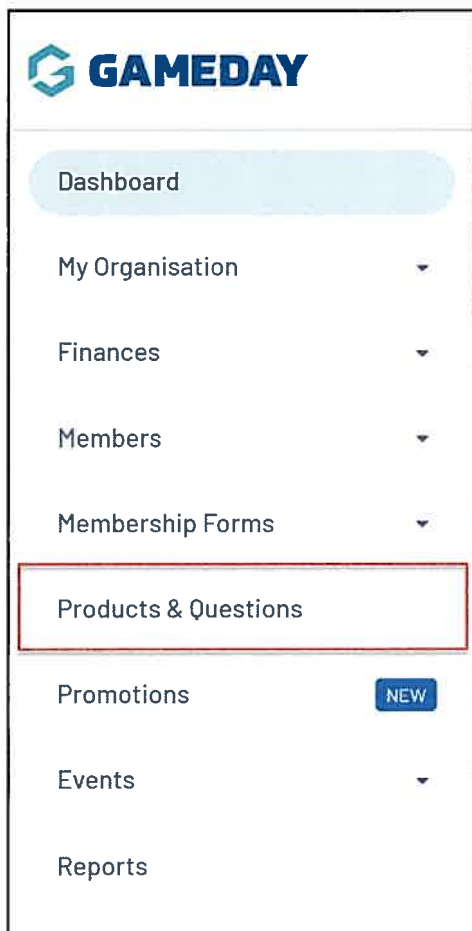 GAMEDAY
Dashboard
My Organisation
Finances
Members
Membership Forms
Products & Questions
Promotions NEW
Events
Reports